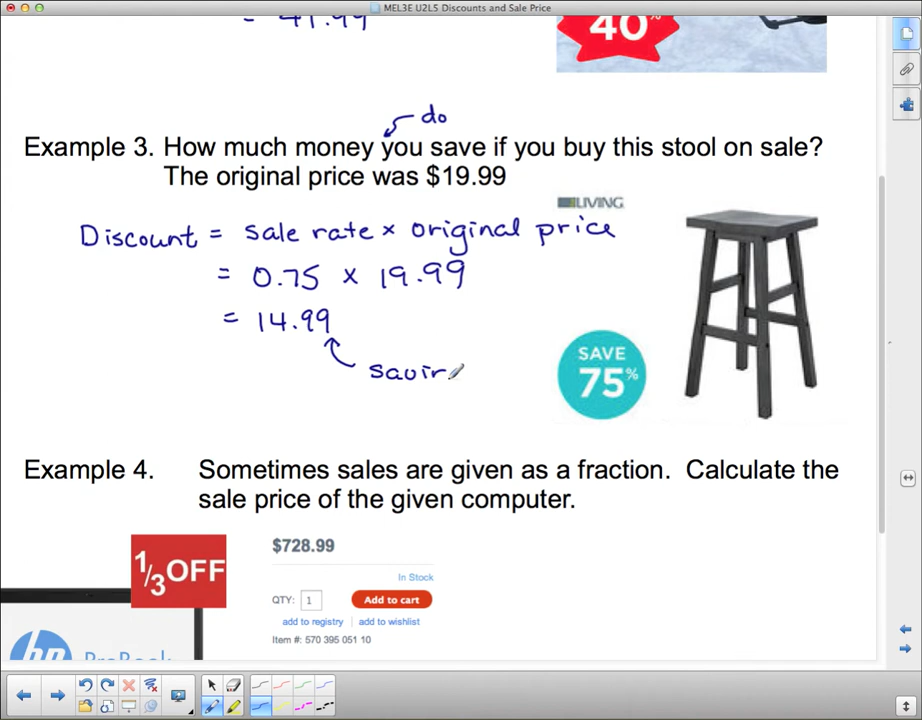 MEL3E U2L5 Discounts and Sale Price
= 41.99
40%
do
Example 3. How much money you save if you buy this stool on sale?
The original price was $19.99
LIVING
Discount = sale rate x original price
= 0.75 x 19.99
= 14.99
SAVE
75%
Example 4. Sometimes sales are given as a fraction. Calculate the
sale price of the given computer.
1/3 OFF
$728.99
In Stock
QTY: 1 Add to cart
add to registry | add to wishlist
Item #: 570 395 051 10
hp ProBook